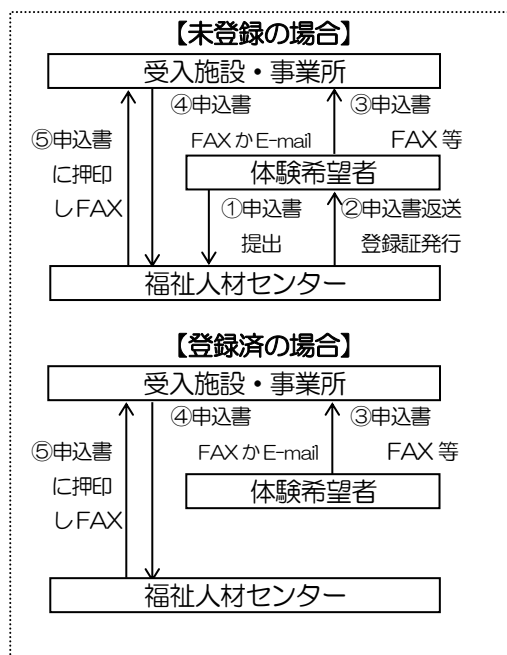 【未登録の場合】
受入施設・事業所
④申込書
③申込書
⑤申込書
FAXかE-mail
FAX等
に押印
体験希望者
しFAX
①申込書
②申込書返送
提出
登録証発行
福祉人材センター
【登録済の場合】
受入施設・事業所
④申込書
③申込書
⑤申込書
FAXかE-mail
FAX等
に押印
体験希望者
しFAX
福祉人材センター